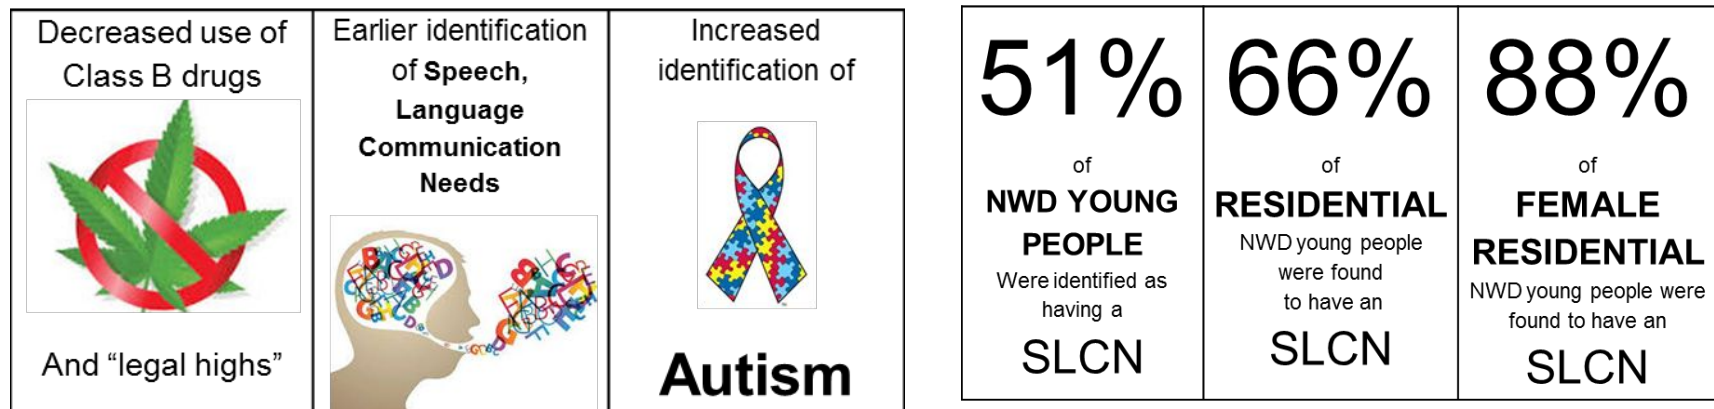 Decreased use of
Class B drugs
And “legal highs”
Earlier identification
of Speech,
Language
Communication
Needs
Increased
identification of
Autism
51%
of
NWD YOUNG
PEOPLE
Were identified as
having a
SLCN
66%
of
RESIDENTIAL
NWD young people
were found
to have an
SLCN
88%
of
FEMALE
RESIDENTIAL
NWD young people were
found to have an
SLCN